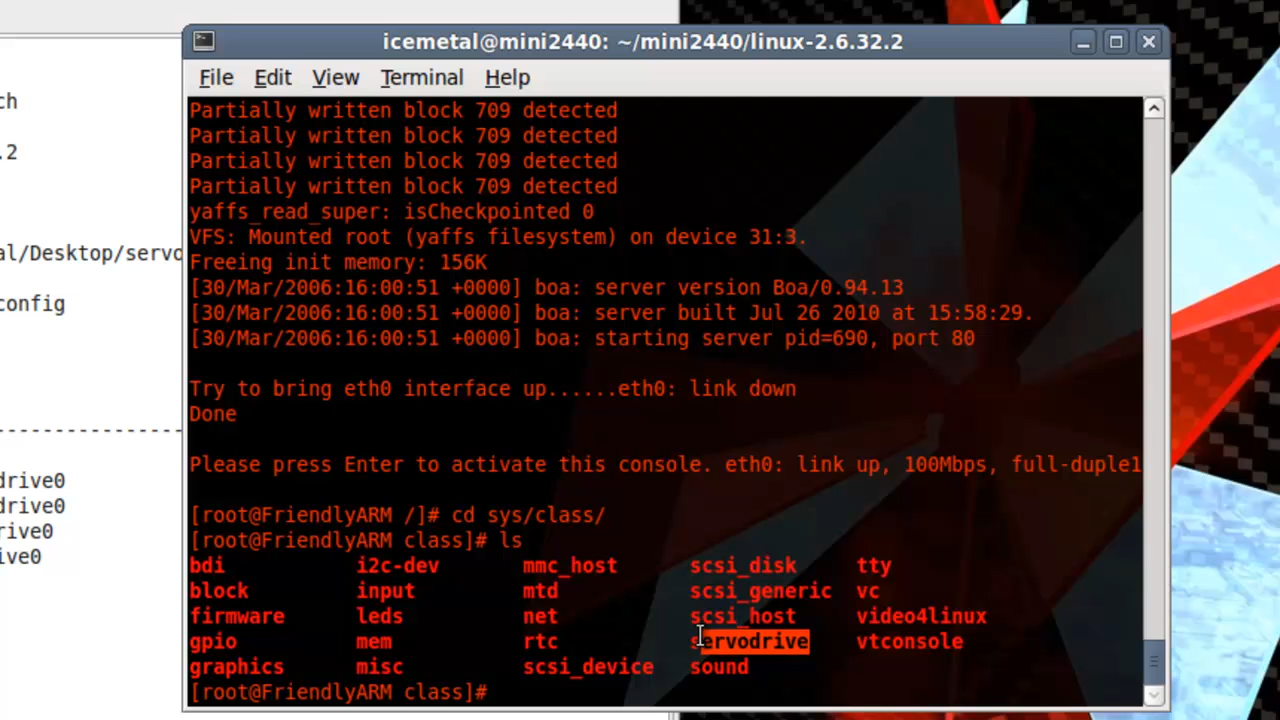 icemetal@mini2440: ~/mini2440/linux-2.6.32.2
File Edit View Terminal Help
ch
.2
al/Desktop/servo
config
--------------------
drive0
drive0
rive0
ive0
Partially written block 709 detected
Partially written block 709 detected
Partially written block 709 detected
Partially written block 709 detected
yaffs_read_super: isCheckpointed 0
VFS: Mounted root (yaffs filesystem) on device 31:3.
Freeing init memory: 156K
[30/Mar/2006:16:00:51 +0000] boa: server version Boa/0.94.13
[30/Mar/2006:16:00:51 +0000] boa: server built Jul 26 2010 at 15:58:29.
[30/Mar/2006:16:00:51 +0000] boa: starting server pid=690, port 80
Try to bring eth0 interface up......eth0: link down
Done
Please press Enter to activate this console. eth0: link up, 100Mbps, full-duple1
[root@FriendlyARM /]# cd sys/class/
[root@FriendlyARM class]# ls
bdi i2c-dev mmc_host scsi_disk tty
block input mtd scsi_generic vc
firmware leds net scsi_host video4linux
gpio mem rtc servodrive vtconsole
graphics misc scsi_device sound
[root@FriendlyARM class]#